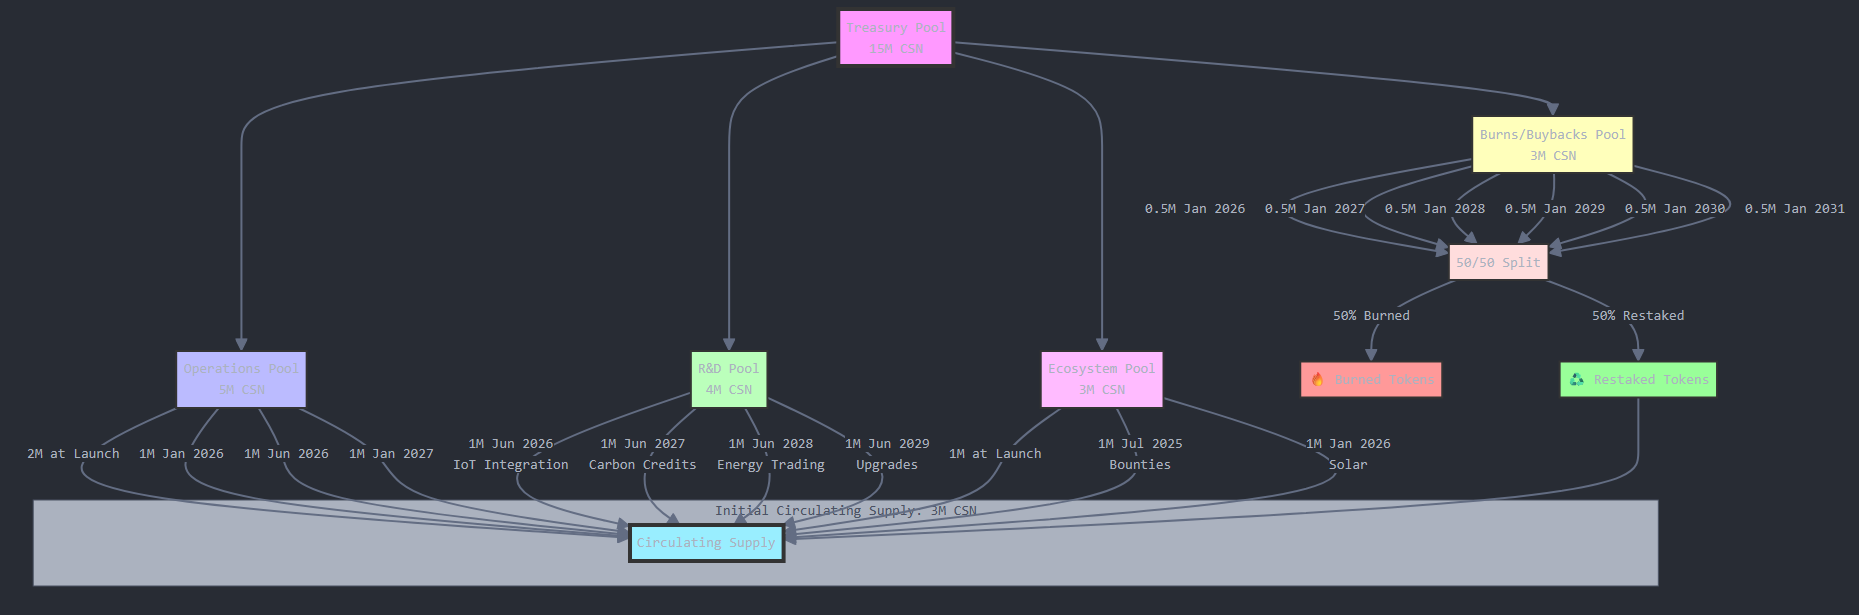 Treasury Pool
15M CSN
Burns/Buybacks Pool
3M CSN
0.5M Jan 2026
0.5M Jan 2027
0.5M Jan 2028
0.5M Jan 2029
0.5M Jan 2030
0.5M Jan 2031
50/50 Split
50% Burned
50% Restaked
Operations Pool
5M CSN
R&D Pool
4M CSN
Ecosystem Pool
3M CSN
🔥 Burned Tokens
♻️ Restaked Tokens
2M at Launch
1M Jan 2026
1M Jun 2026
1M Jan 2027
1M Jun 2026
IoT Integration
1M Jun 2027
Carbon Credits
1M Jun 2028
Energy Trading
1M Jun 2029
Upgrades
1M at Launch
1M Jul 2025
Bounties
1M Jan 2026
Solar
Initial Circulating Supply: 3M CSN
Circulating Supply